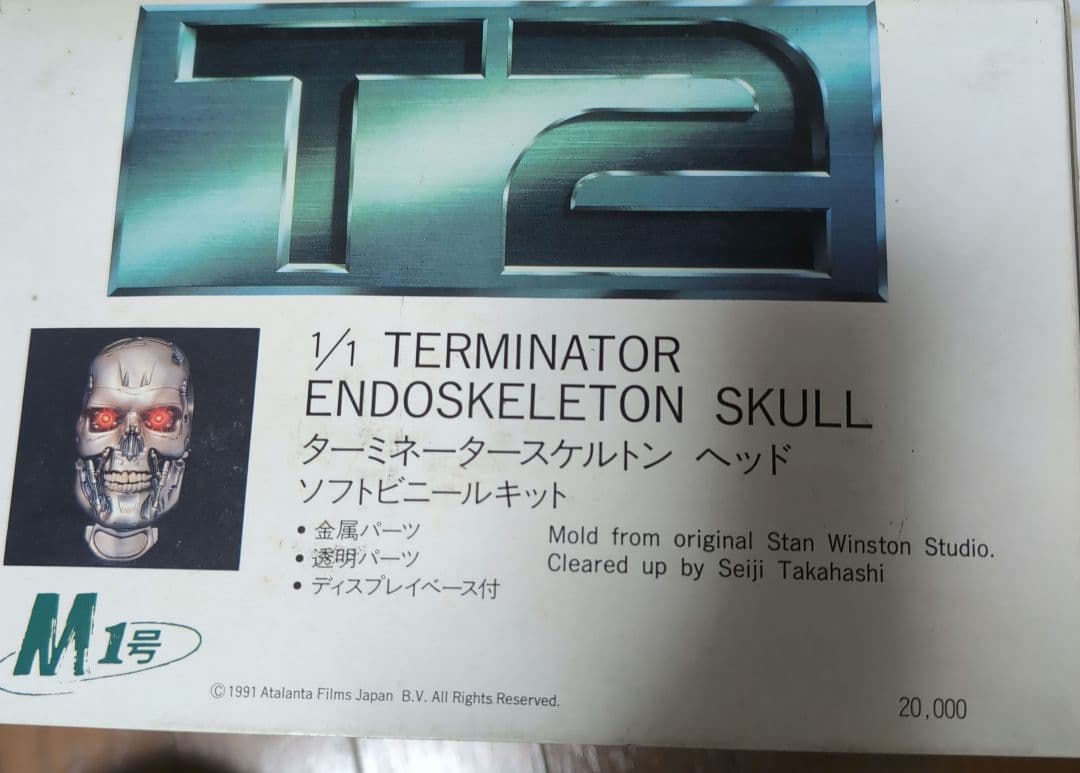 T2
1/1 TERMINATOR
ENDOSKELETON SKULL
ターミネータースケルトン ヘッド
ソフトビニールキット
• 金属パーツ
• 透明パーツ
• ディスプレイベース付
Mold from original Stan Winston Studio.
Cleared up by Seiji Takahashi
M1号
©1991 Atalanta Films Japan B.V. All Rights Reserved.
20,000